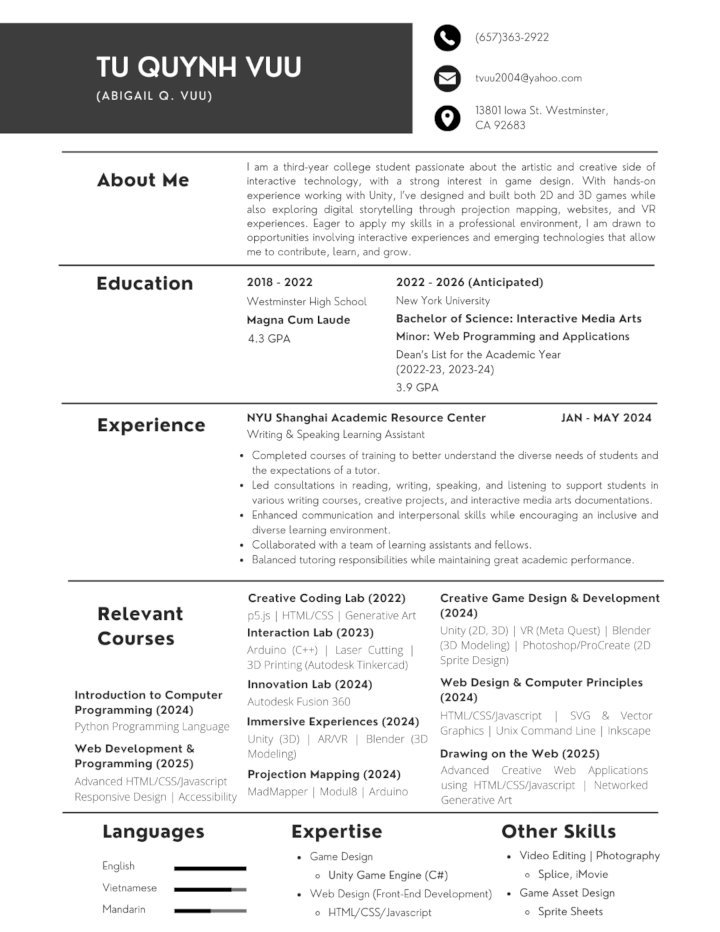 TU QUYNH VUU
(ABIGAIL Q. VUU)
(657)363-2922
tvuu2004@yahoo.com
13801 Iowa St. Westminster,
CA 92683
About Me
I am a third-year college student passionate about the artistic and creative side of
interactive technology, with a strong interest in game design. With hands-on
experience working with Unity, I've designed and built both 2D and 3D games while
also exploring digital storytelling through projection mapping, websites, and VR
experiences. Eager to apply my skills in a professional environment, I am drawn to
opportunities involving interactive experiences and emerging technologies that allow
me to contribute, learn, and grow.
Education
2018 - 2022
Westminster High School
Magna Cum Laude
4.3 GPA
2022 - 2026 (Anticipated)
New York University
Bachelor of Science: Interactive Media Arts
Minor: Web Programming and Applications
Dean's List for the Academic Year
(2022-23, 2023-24)
3.9 GPA
Experience
NYU Shanghai Academic Resource Center JAN - MAY 2024
Writing & Speaking Learning Assistant
• Completed courses of training to better understand the diverse needs of students and
the expectations of a tutor.
• Led consultations in reading, writing, speaking, and listening to support students in
various writing courses, creative projects, and interactive media arts documentations.
• Enhanced communication and interpersonal skills while encouraging an inclusive and
diverse learning environment.
• Collaborated with a team of learning assistants and fellows.
• Balanced tutoring responsibilities while maintaining great academic performance.
Relevant
Courses
Introduction to Computer
Programming (2024)
Python Programming Language
Web Development &
Programming (2025)
Advanced HTML/CSS/Javascript
Responsive Design | Accessibility
Creative Coding Lab (2022)
p5.js | HTML/CSS | Generative Art
Interaction Lab (2023)
Arduino (C++) | Laser Cutting |
3D Printing (Autodesk Tinkercad)
Innovation Lab (2024)
Autodesk Fusion 360
Immersive Experiences (2024)
Unity (3D) | AR/VR | Blender (3D
Modeling)
Projection Mapping (2024)
MadMapper | Modul8 | Arduino
Creative Game Design & Development
(2024)
Unity (2D, 3D) | VR (Meta Quest) | Blender
(3D Modeling) | Photoshop/ProCreate (2D
Sprite Design)
Web Design & Computer Principles
(2024)
HTML/CSS/Javascript | SVG & Vector
Graphics | Unix Command Line | Inkscape
Drawing on the Web (2025)
Advanced Creative Web Applications
using HTML/CSS/Javascript | Networked
Generative Art
Languages
English
Vietnamese
Mandarin
Expertise
• Game Design
◦ Unity Game Engine (C#)
• Web Design (Front-End Development)
◦ HTML/CSS/Javascript
Other Skills
• Video Editing | Photography
◦ Splice, iMovie
• Game Asset Design
◦ Sprite Sheets